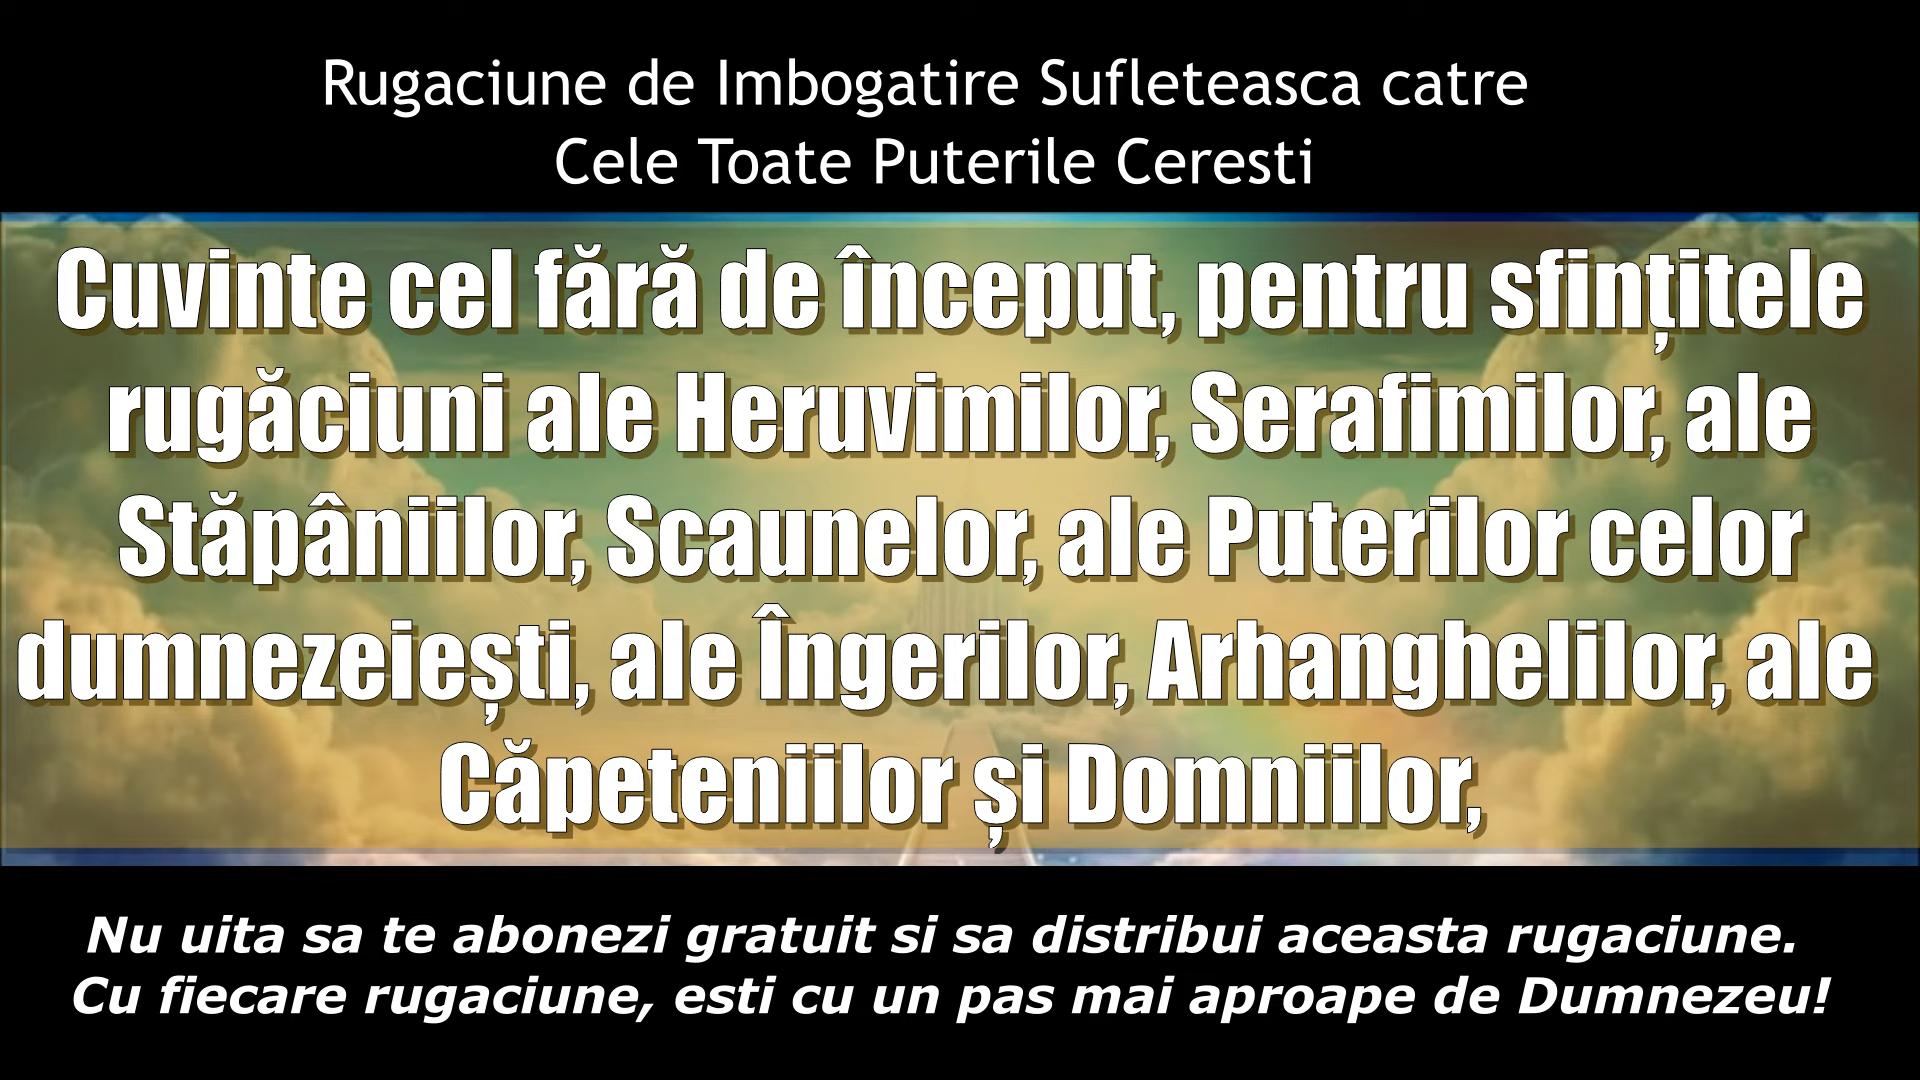 Rugaciune de Imbogatire Sufleteasca catre
Cele Toate Puterile Ceresti
Cuvinte cel fără de început, pentru sfințitele
rugăciuni ale Heruvimilor, Serafimilor, ale
Stăpâniilor, Scaunelor, ale Puterilor celor
dumnezeiești, ale Îngerilor, Arhanghelilor, ale
Căpeteniilor și Domniilor,
Nu uita sa te abonezi gratuit si sa distribui aceasta rugaciune.
Cu fiecare rugaciune, esti cu un pas mai aproape de Dumnezeu!